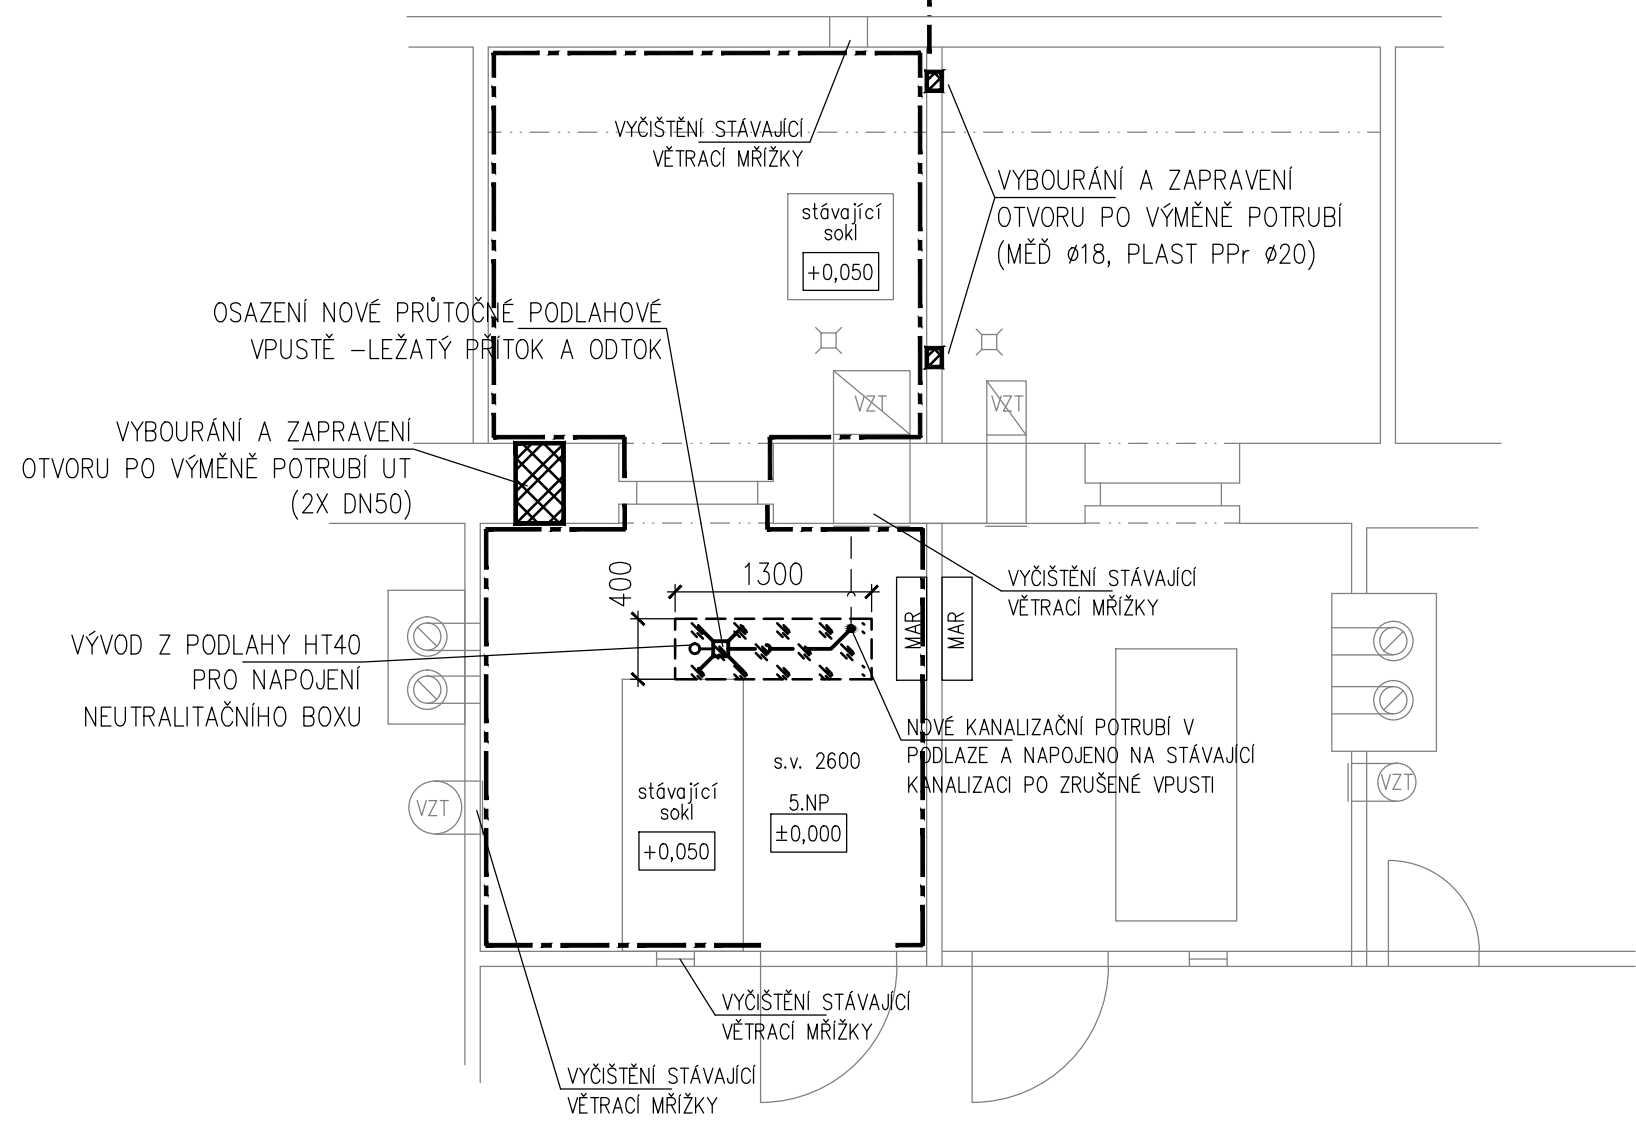 VYČIŠTĚNÍ STÁVAJÍCÍ
VĚTRACÍ MŘÍŽKY
VYBOURÁNÍ A ZAPRAVENÍ
OTVORU PO VÝMĚNĚ POTRUBÍ
(MĚĎ ø18, PLAST PPr ø20)
stávající
sokl
+0,050
OSAZENÍ NOVÉ PRŮTOČNÉ PODLAHOVÉ
VPUSTĚ –LEŽATÝ PŘÍTOK A ODTOK
VZT
VZT
VYBOURÁNÍ A ZAPRAVENÍ
OTVORU PO VÝMĚNĚ POTRUBÍ UT
(2X DN50)
400
1300
VYČIŠTĚNÍ STÁVAJÍCÍ
VĚTRACÍ MŘÍŽKY
MAR
MAR
VÝVOD Z PODLAHY HT40
PRO NAPOJENÍ
NEUTRALITAČNÍHO BOXU
NOVÉ KANALIZAČNÍ POTRUBÍ V
PODLAZE A NAPOJENO NA STÁVAJÍCÍ
KANALIZACI PO ZRUŠENÉ VPUSTI
s.v. 2600
5.NP
±0,000
stávající
sokl
+0,050
VZT
VZT
VYČIŠTĚNÍ STÁVAJÍCÍ
VĚTRACÍ MŘÍŽKY
VYČIŠTĚNÍ STÁVAJÍCÍ
VĚTRACÍ MŘÍŽKY